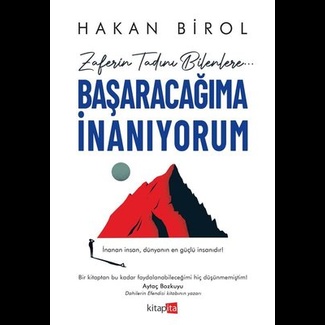 HAKAN BİROL
Zaferin Tadını Bilenlere...
BAŞARACAĞIMA
İNANIYORUM
İnanan insan, dünyanın en güçlü insanıdır!
Bir kitaptan bu kadar faydalanabileceğimi hiç düşünmemiştim!
Aytaç Bozkuyu
Dahilerin Efendisi kitabının yazarı
kitapita